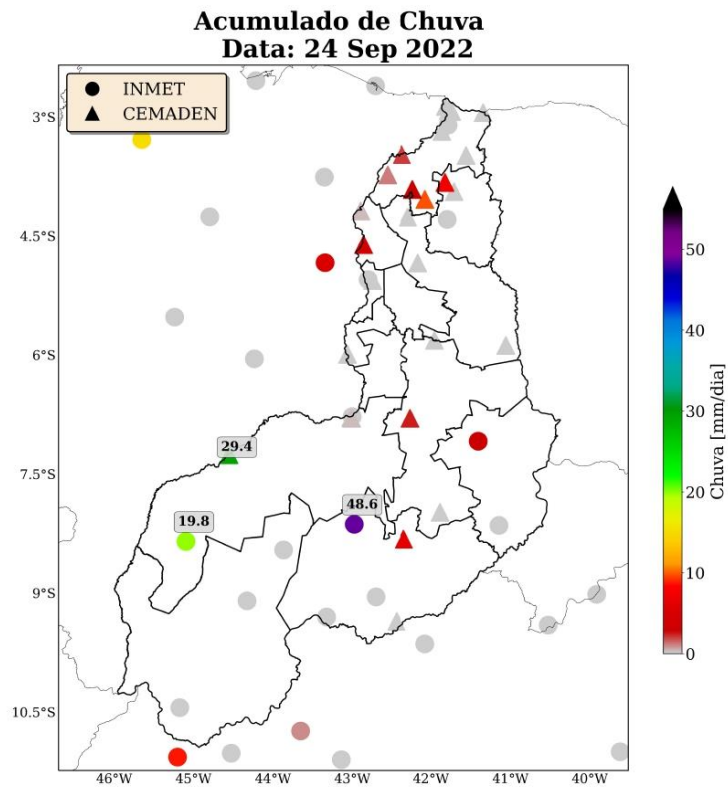 Acumulado de Chuva
Data: 24 Sep 2022
INMET
CEMADEN
3°S
4.5°S
6°S
7.5°S
9°S
10.5°S
46°W
45°W
44°W
43°W
42°W
41°W
40°W
29.4
48.6
19.8
50
40
30
20
10
0
Chuva [mm/dia]